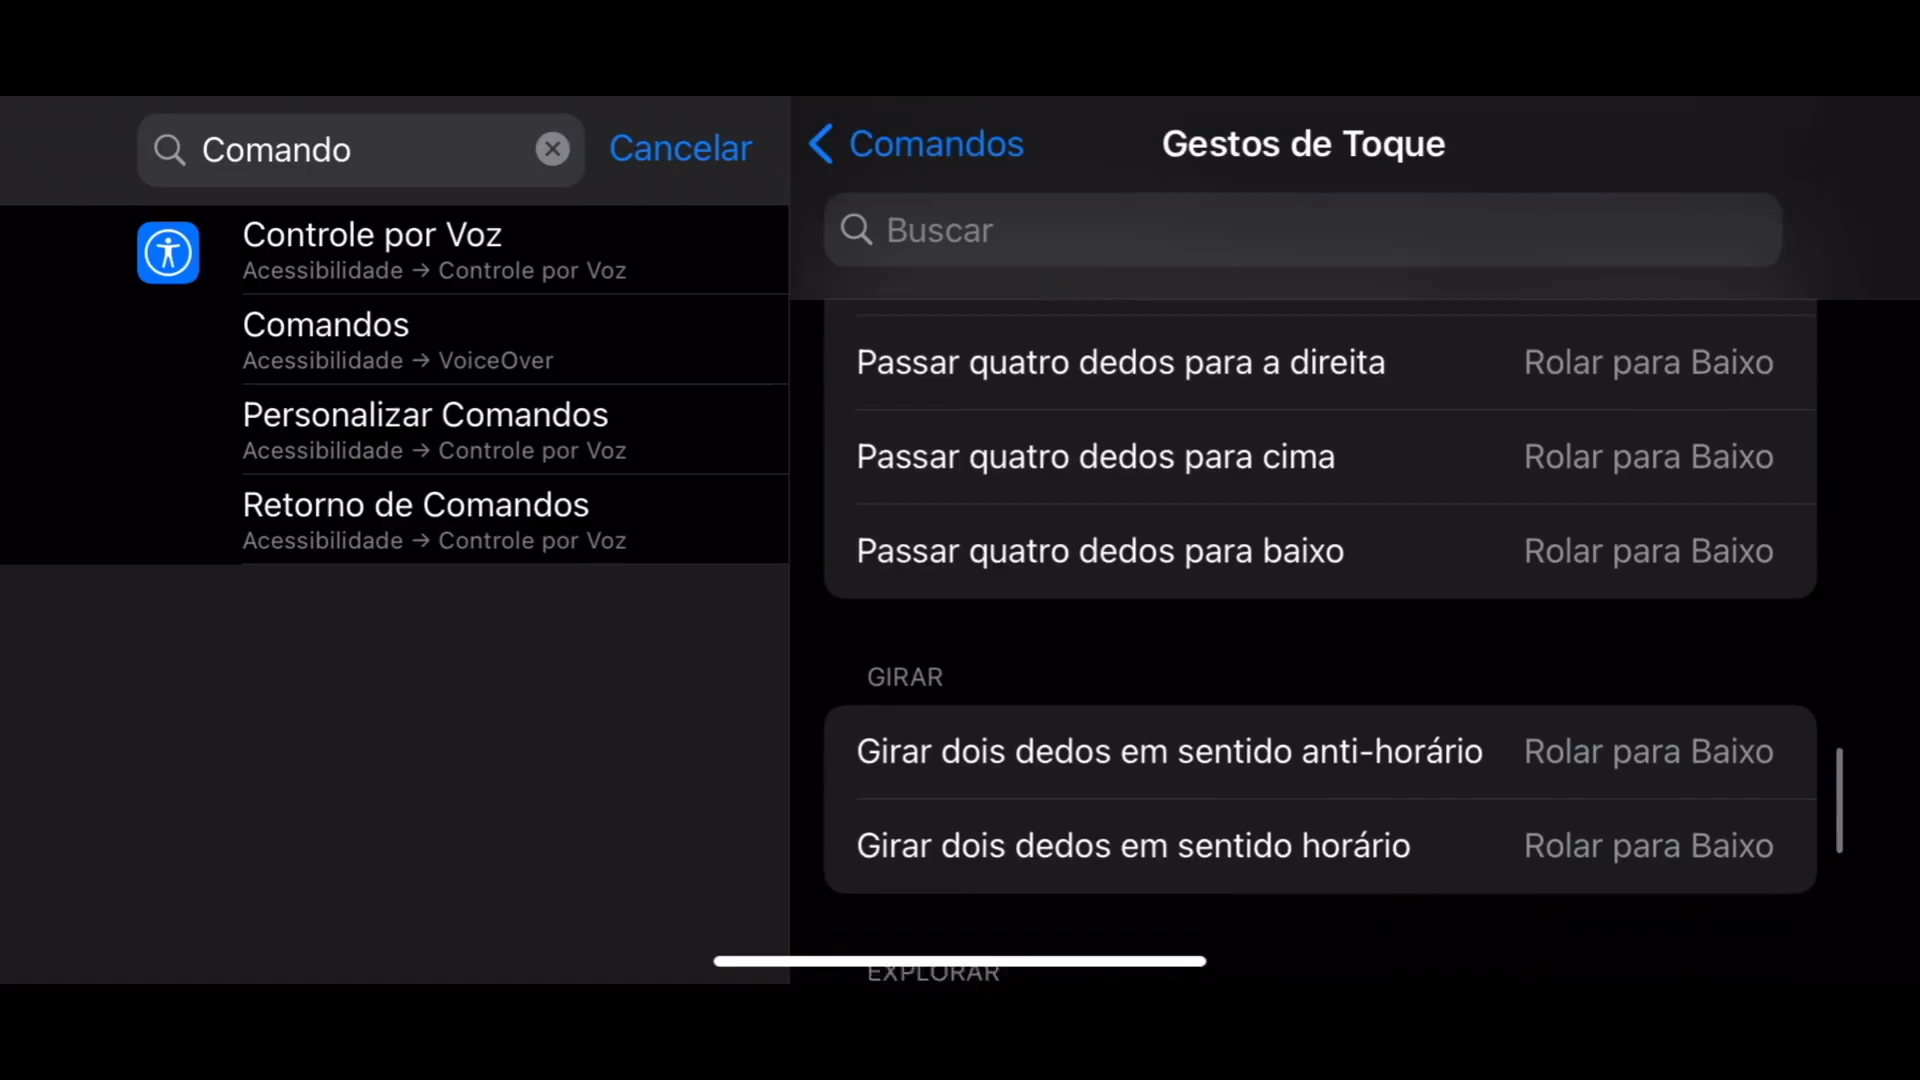 Comando
Cancelar
Controle por Voz
Acessibilidade → Controle por Voz
Comandos
Acessibilidade → VoiceOver
Personalizar Comandos
Acessibilidade → Controle por Voz
Retorno de Comandos
Acessibilidade → Controle por Voz
Comandos
Gestos de Toque
Buscar
Passar quatro dedos para a direita Rolar para Baixo
Passar quatro dedos para cima Rolar para Baixo
Passar quatro dedos para baixo Rolar para Baixo
GIRAR
Girar dois dedos em sentido anti-horário Rolar para Baixo
Girar dois dedos em sentido horário Rolar para Baixo
EXPLORAR